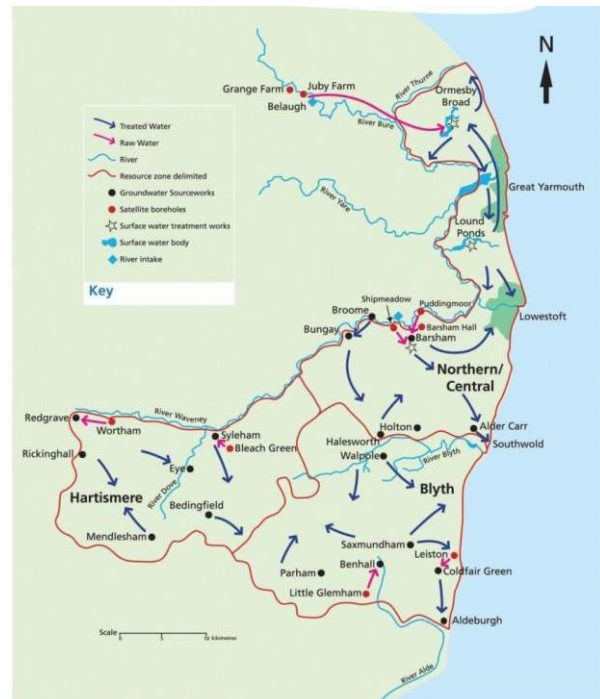 N
Grange Farm
Juby Farm
Belaugh
River Thurne
Ormesby
Broad
River Bure
Treated Water
Raw Water
River
Resource zone delimited
Groundwater Sourceworks
Satellite boreholes
Surface water treatment works
Surface water body
River intake
Key
River Yare
Great Yarmouth
Lound
Ponds
Shipmeadow
Puddingmoor
Broome
Barsham Hall
Bungay
Barsham
Lowestoft
Northern/
Central
River Waveney
Redgrave
Wortham
Syleham
Bleach Green
Holton
Alder Carr
Halesworth
Southwold
Rickinghall
Eye
Walpole
River Blyth
River Dove
Hartismere
Blyth
Bedingfield
Mendlesham
Saxmundham
Leiston
Benhall
Coldfair Green
Parham
Little Glemham
Aldeburgh
Scale
0
5
10 kilometres
River Alde